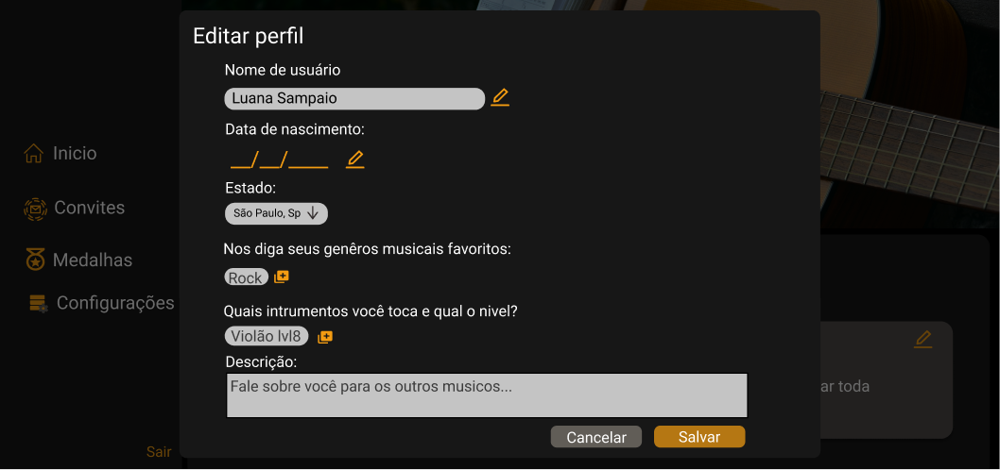 Editar perfil
Nome de usuário
Luana Sampaio
Data de nascimento:
__/__/____
Estado:
São Paulo, Sp
Nos diga seus genêros musicais favoritos:
Rock
Quais intrumentos você toca e qual o nivel?
Violão lvl8
Descrição:
Fale sobre você para os outros musicos...
Cancelar
Salvar
Inicio
Convites
Medalhas
Configurações
Sair
ar toda